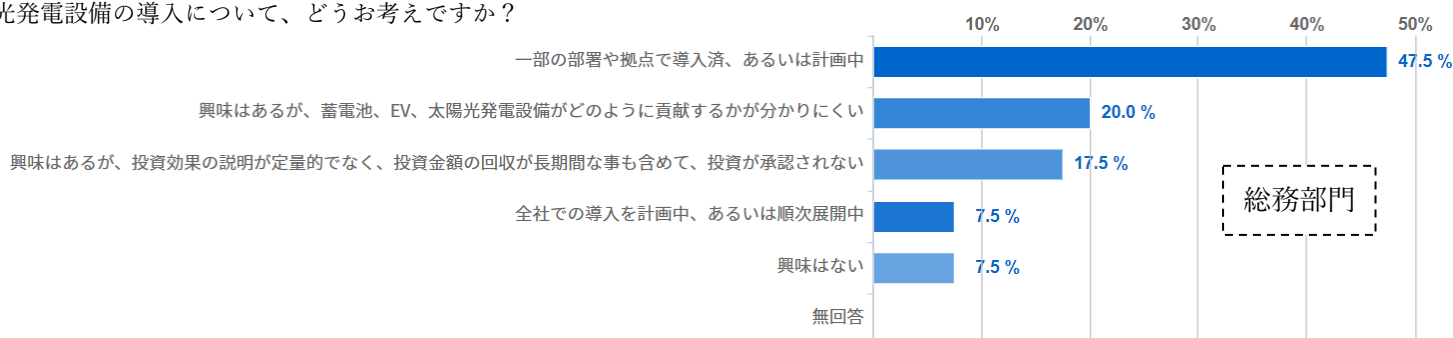 光発電設備の導入について、どうお考えですか？
10% 20% 30% 40% 50%
一部の部署や拠点で導入済、あるいは計画中 47.5 %
興味はあるが、蓄電池、EV、太陽光発電設備がどのように貢献するかが分かりにくい 20.0 %
興味はあるが、投資効果の説明が定量的でなく、投資金額の回収が長期間な事も含めて、投資が承認されない 17.5 %
総務部門
全社での導入を計画中、あるいは順次展開中 7.5 %
興味はない 7.5 %
無回答